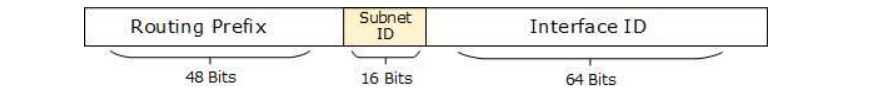 Routing Prefix
Subnet
ID
Interface ID
48 Bits
16 Bits
64 Bits